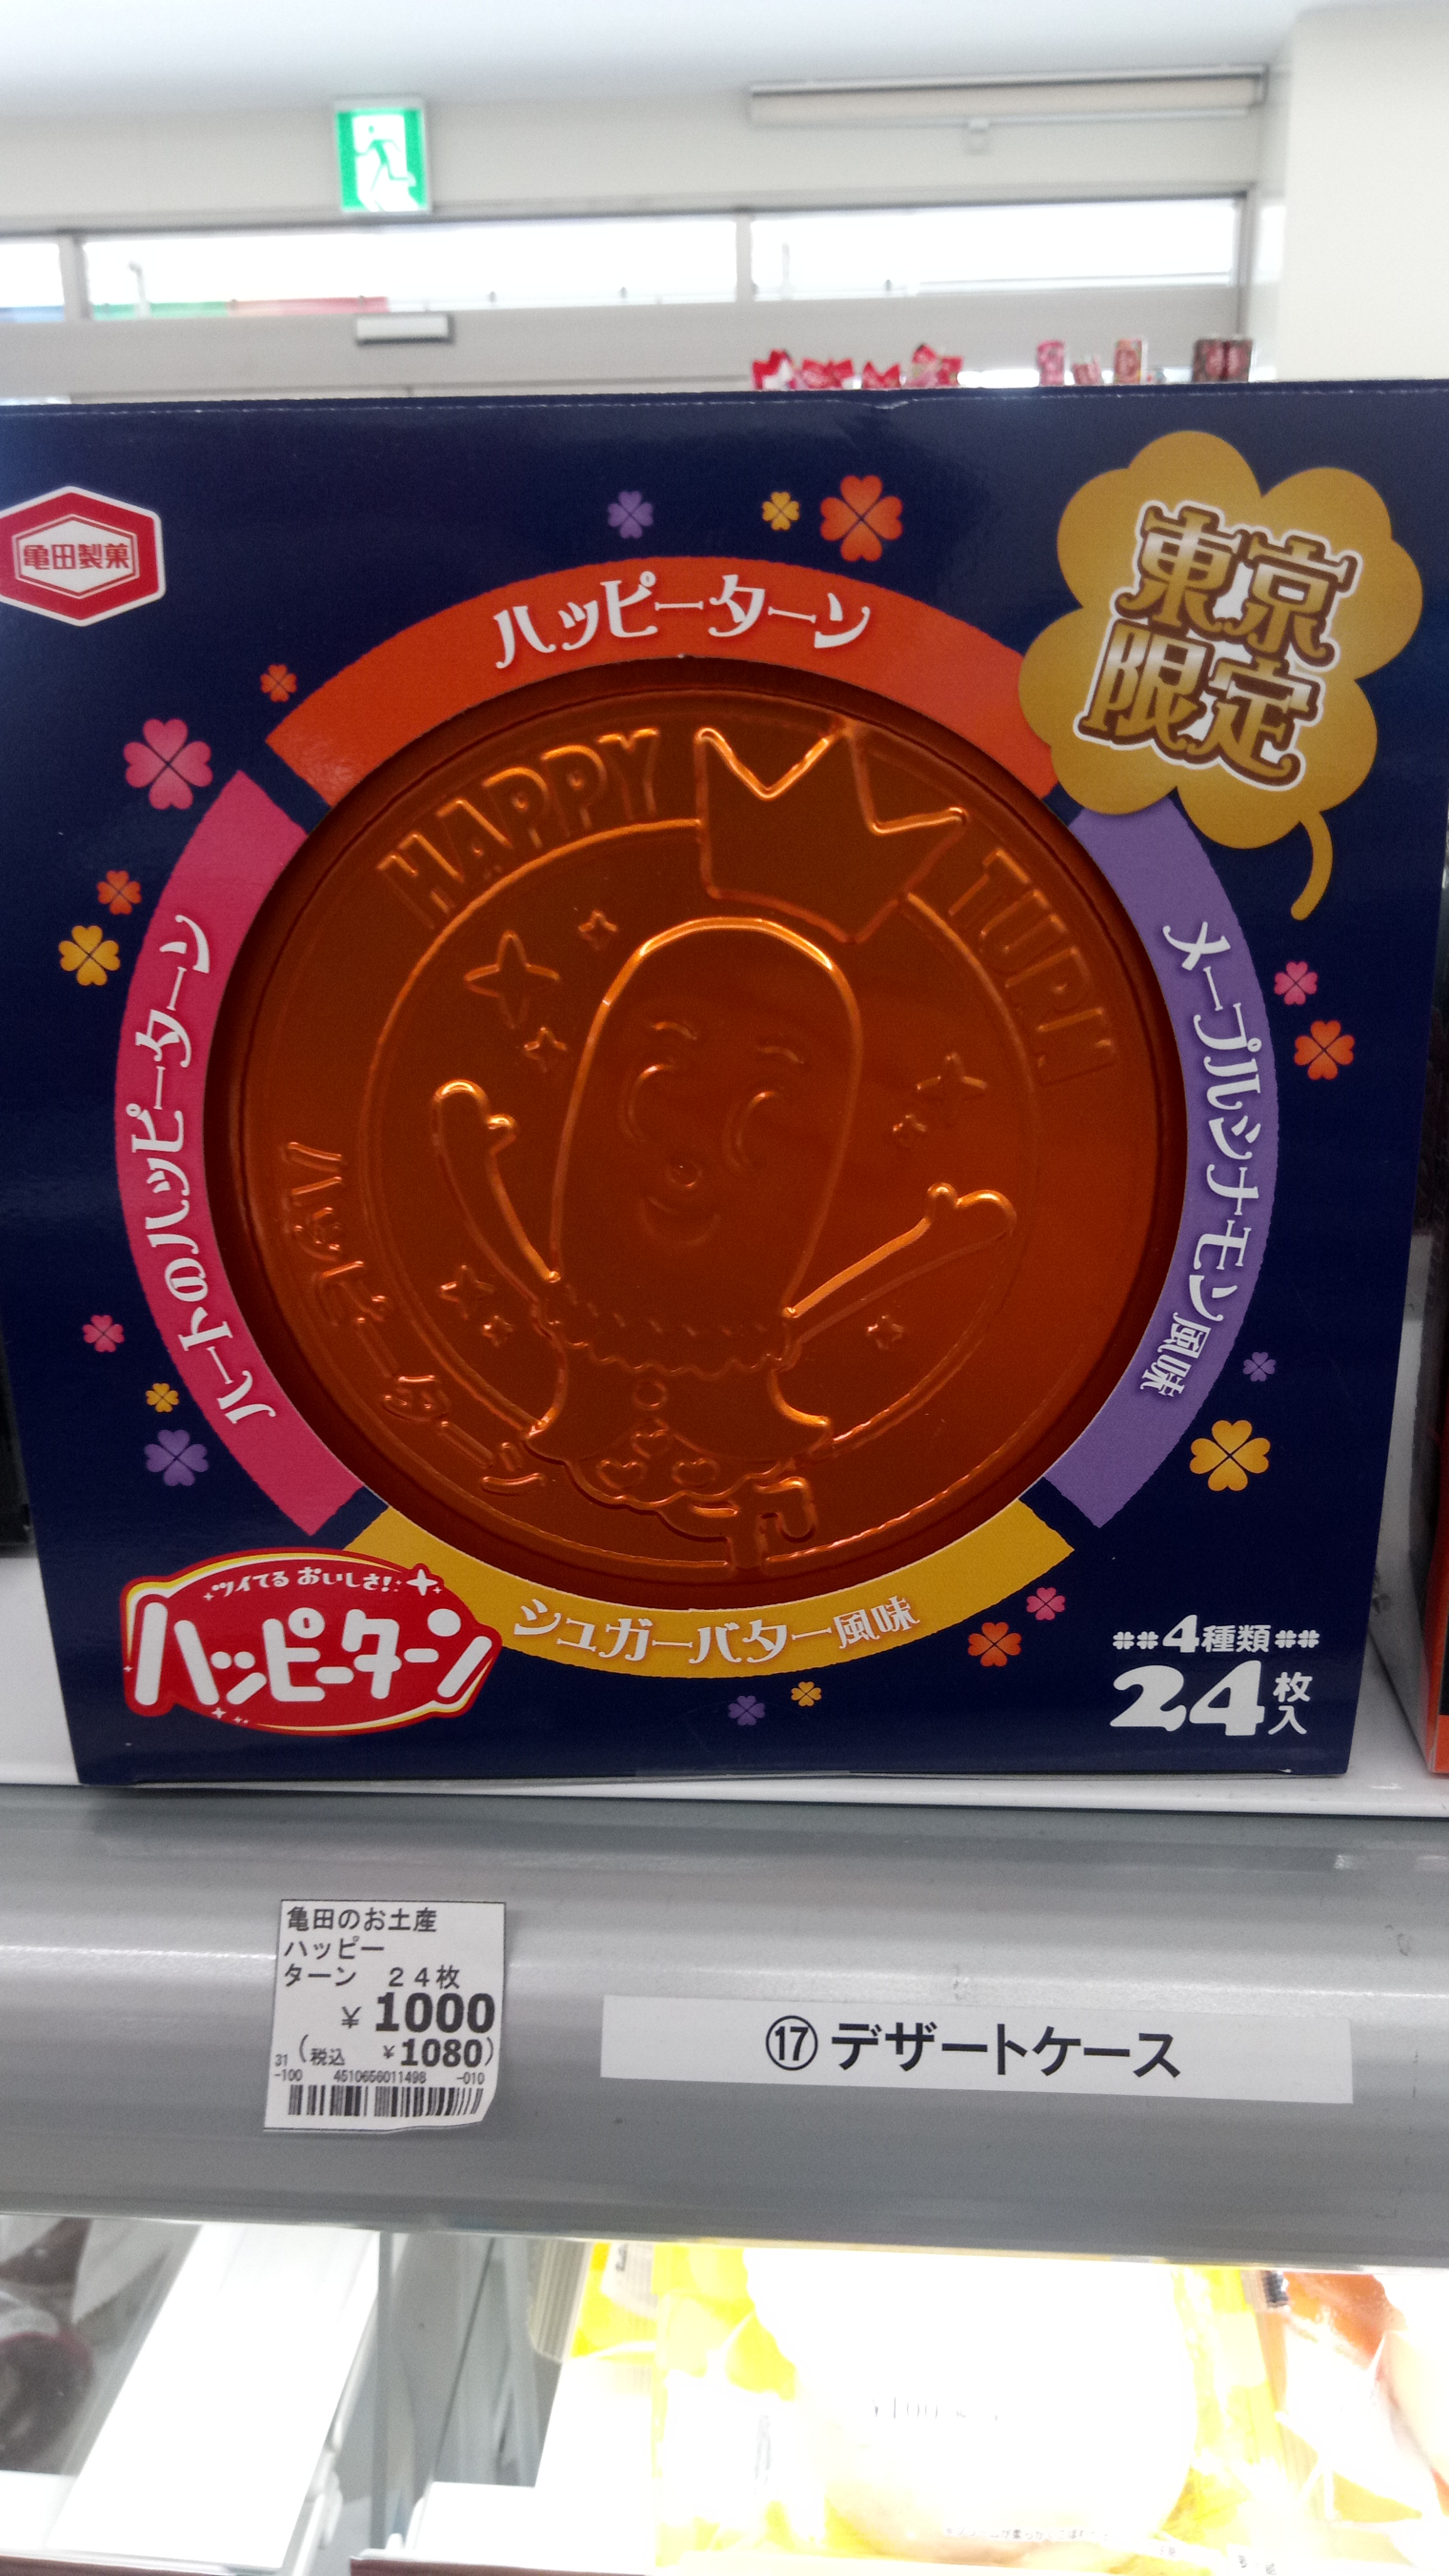 亀田製菓
東京
限定
ハッピーターン
ハートのハッピーターン
メープルシナモン風味
シュガーバター風味
HAPPY TURN
ハッピーターン
ツイてる おいしさ!
ハッピーターン
4種類
24枚入
亀田のお土産
ハッピー
ターン 24枚
¥1000
(税込 ¥1080)
31
-100 4510656011498 -010
⑰デザートケース